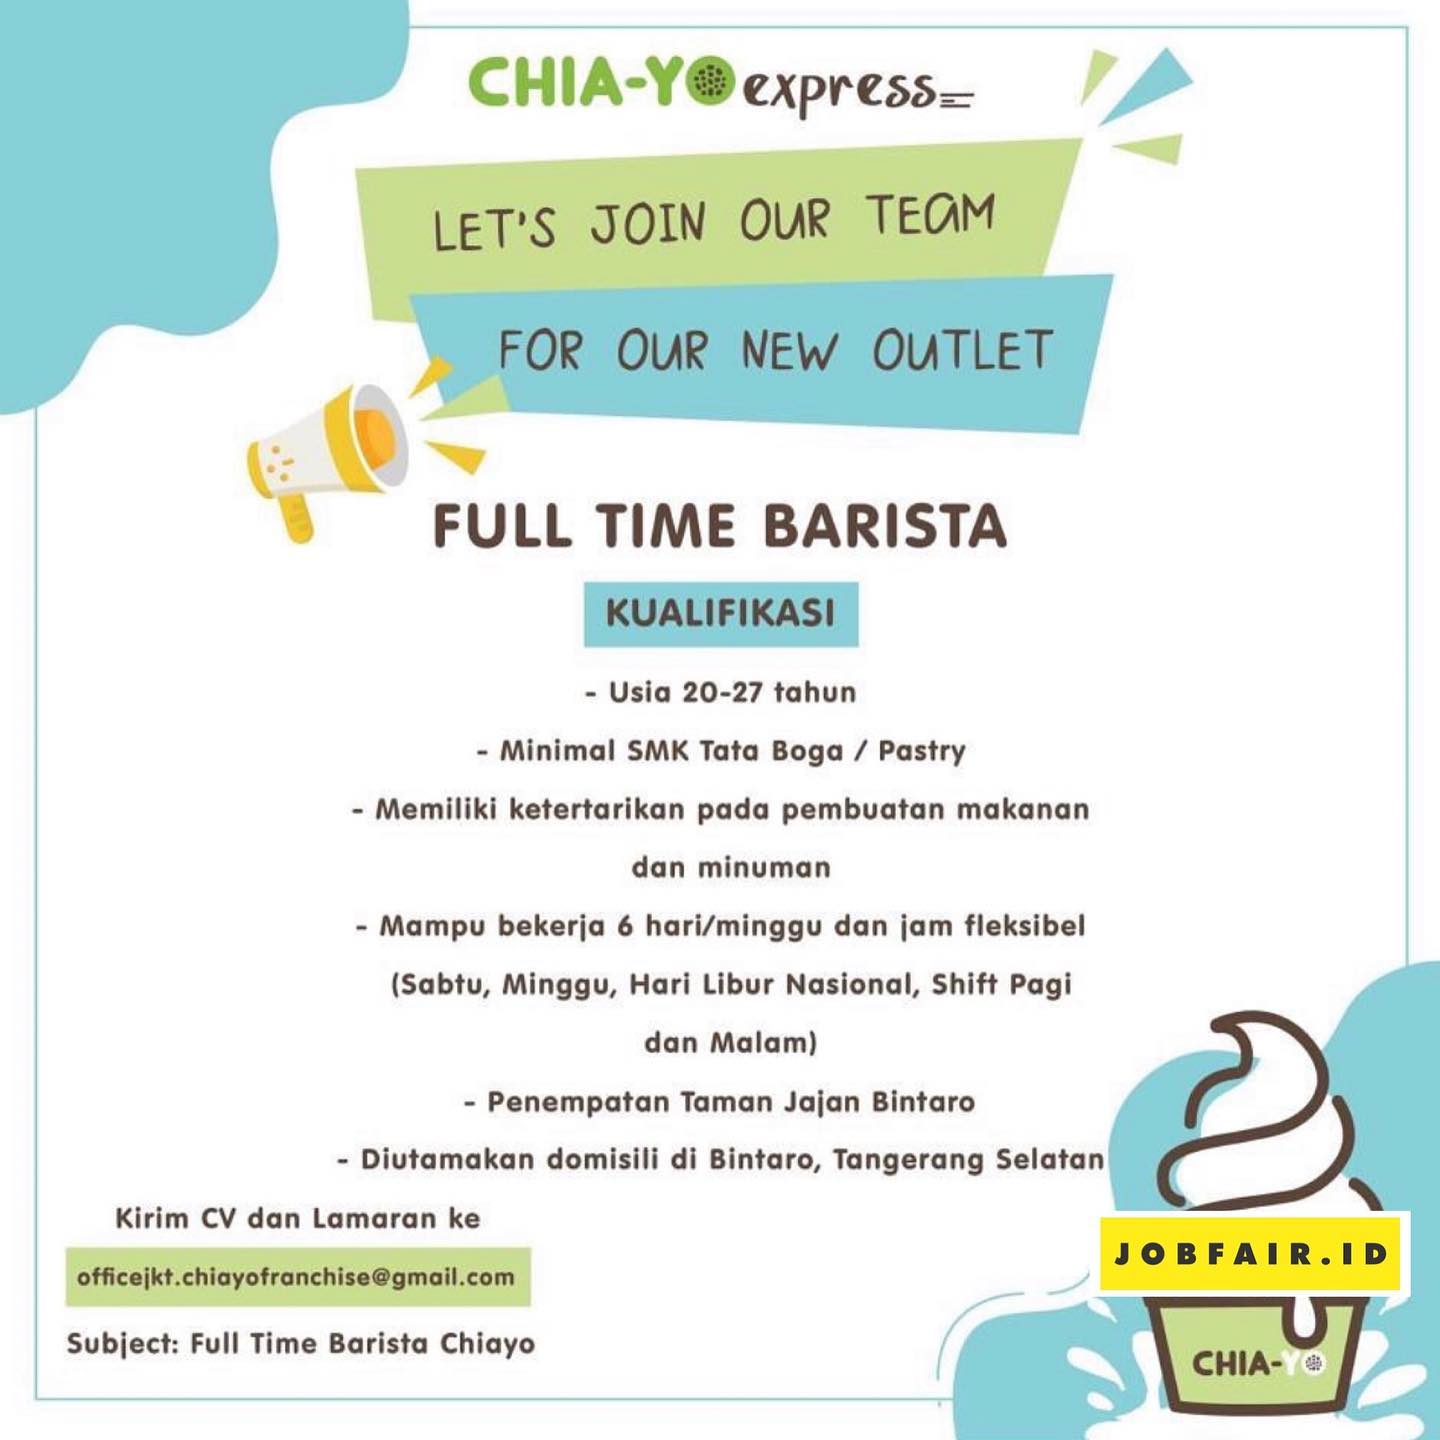 CHIA-YO express
LET'S JOIN OUR TEAM
FOR OUR NEW OUTLET
FULL TIME BARISTA
KUALIFIKASI
- Usia 20-27 tahun
- Minimal SMK Tata Boga / Pastry
- Memiliki ketertarikan pada pembuatan makanan
dan minuman
- Mampu bekerja 6 hari/minggu dan jam fleksibel
(Sabtu, Minggu, Hari Libur Nasional, Shift Pagi
dan Malam)
- Penempatan Taman Jajan Bintaro
- Diutamakan domisili di Bintaro, Tangerang Selatan
Kirim CV dan Lamaran ke
officejkt.chiayofranchise@gmail.com
Subject: Full Time Barista Chiayo
JOBFAIR.ID
CHIA-YO